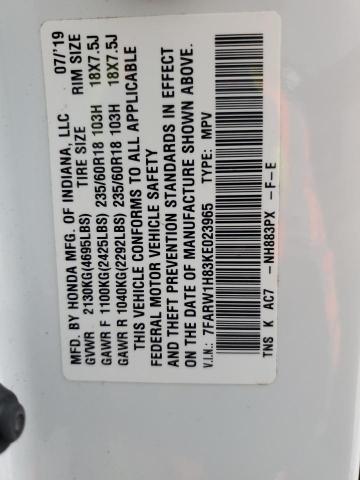 MFD. BY HONDA MFG. OF INDIANA, LLC 07/'19
GVWR 2130KG(4695LBS) TIRE SIZE RIM SIZE
GAWR F 1100KG(2425LBS) 235/60R18 103H 18X7.5J
GAWR R 1040KG(2292LBS) 235/60R18 103H 18X7.5J
THIS VEHICLE CONFORMS TO ALL APPLICABLE
FEDERAL MOTOR VEHICLE SAFETY
AND THEFT PREVENTION STANDARDS IN EFFECT
ON THE DATE OF MANUFACTURE SHOWN ABOVE.
V.I.N.: 7FARW1H83KE023965 TYPE: MPV
TNS K AC7 -NH883PX -F-E